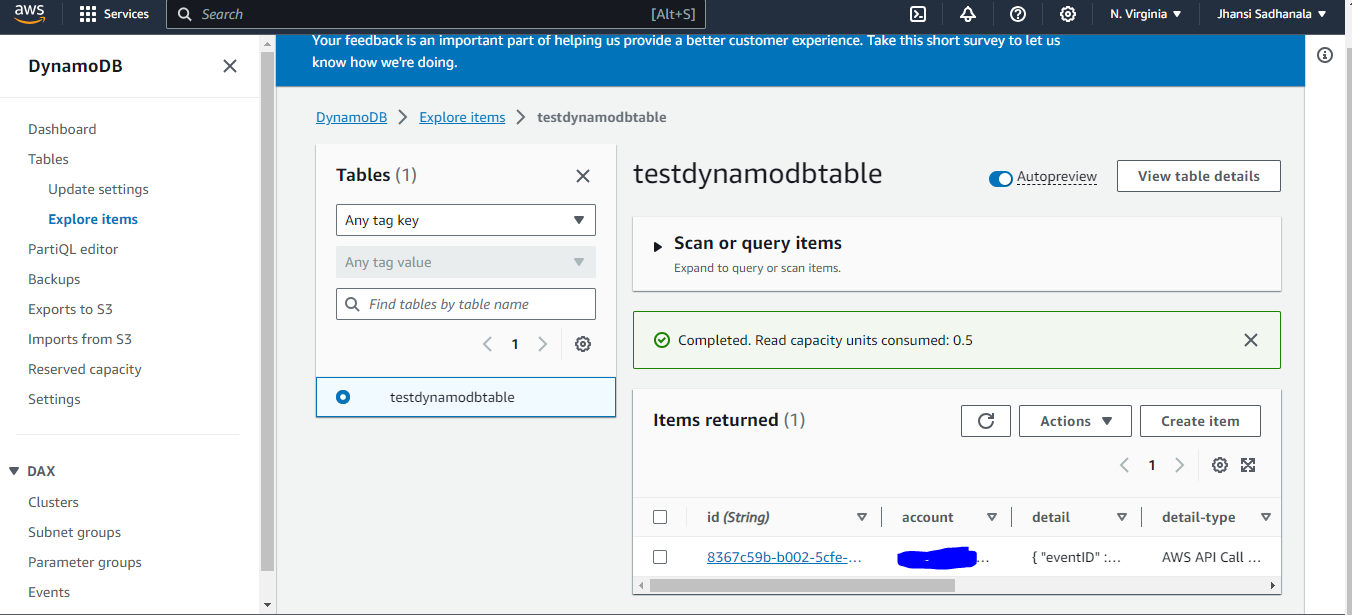 aws
Services
Search
[Alt+S]
N. Virginia
Jhansi Sadhanala
DynamoDB
Dashboard
Tables
Update settings
Explore items
PartiQL editor
Backups
Exports to S3
Imports from S3
Reserved capacity
Settings
DAX
Clusters
Subnet groups
Parameter groups
Events
Your feedback is an important part of helping us provide a better customer experience. Take this short survey to let us
know how we're doing.
DynamoDB
Explore items
testdynamodbtable
Tables (1)
Any tag key
Any tag value
Find tables by table name
1
testdynamodbtable
testdynamodbtable
Autopreview
View table details
Scan or query items
Expand to query or scan items.
Completed. Read capacity units consumed: 0.5
Items returned (1)
Actions
Create item
1
id (String)
account
detail
detail-type
8367c59b-b002-5cfe-...
...
{ "eventID" :...
AWS API Call ...